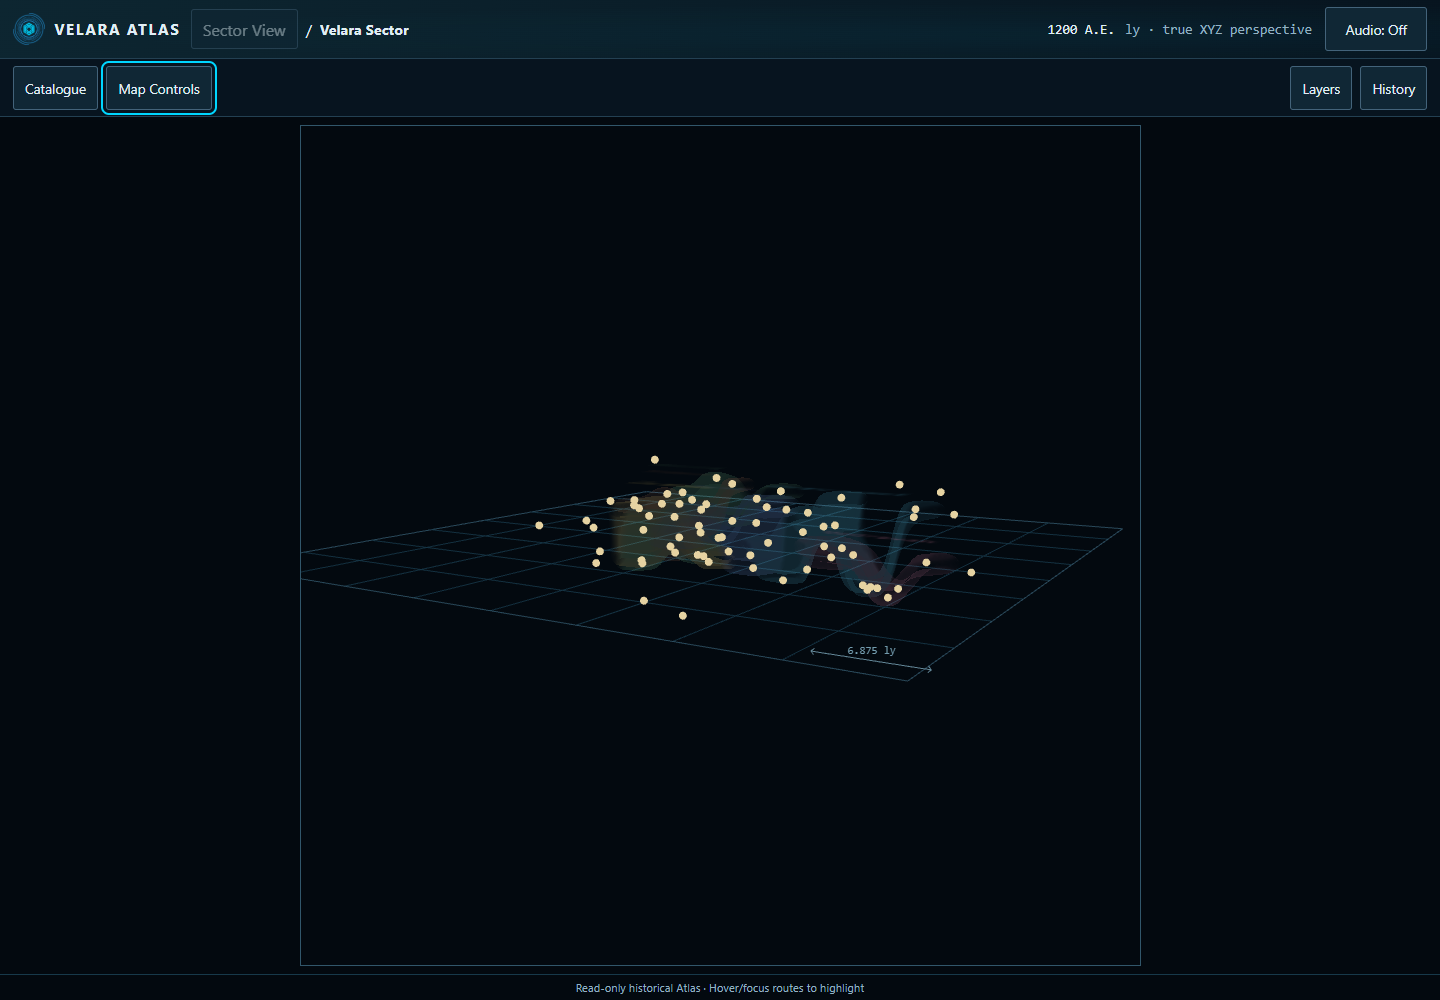 VELARA ATLAS Sector View / Velara Sector 1200 A.E. ly · true XYZ perspective Audio: Off
Catalogue Map Controls Layers History
6.875 ly
Read-only historical Atlas · Hover/focus routes to highlight